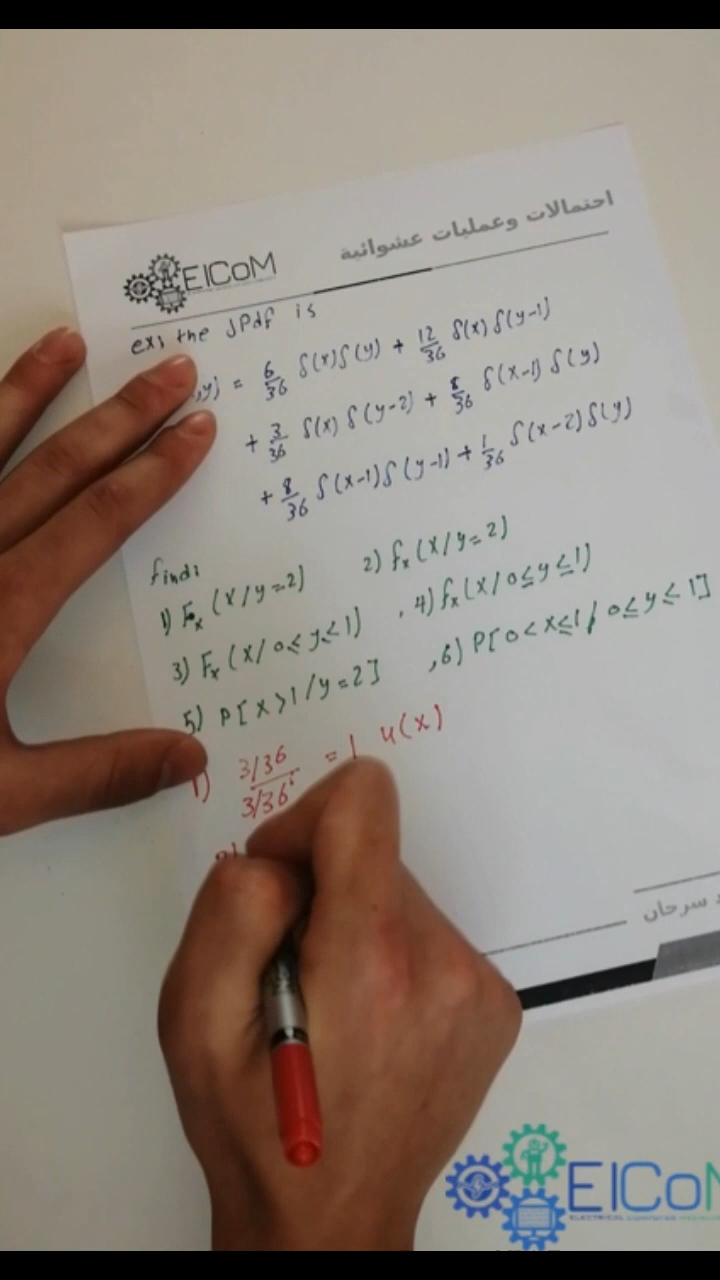 EICoM
احتمالات وعمليات عشوائية
ex: the JPdf is
,y) = 6/36 δ(x)δ(y) + 12/36 δ(x) δ(y-1)
+ 3/36 δ(x) δ(y-2) + 8/36 δ(x-1) δ(y)
+ 8/36 δ(x-1) δ(y-1) + 1/36 δ(x-2) δ(y)
find:
1) Fx (x/y=2) 2) fx (x/y=2)
3) Fx (x/0≤y≤1) , 4) fx (x/0≤y≤1)
5) P[x>1/y=2] , 6) P[0<x≤1/0≤y≤1]
1) 3/36 / 3/36 = 1 u(x)
سرحان
EICoM